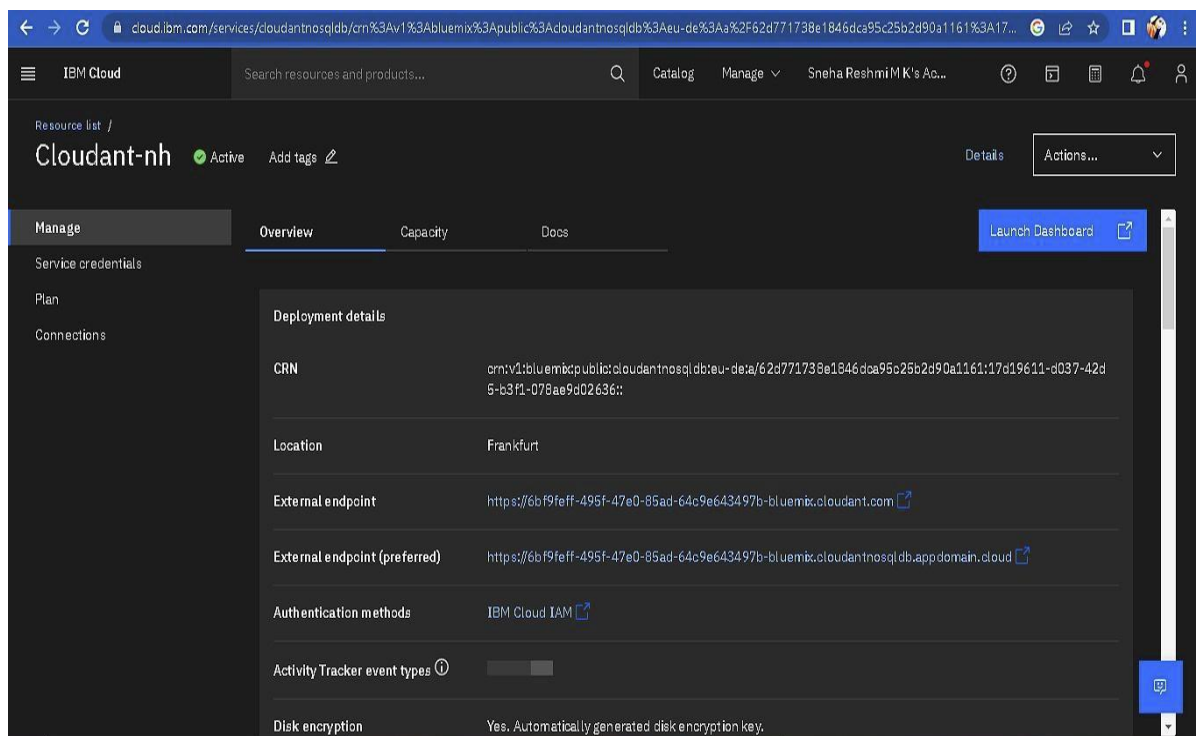 cloud.ibm.com/services/cloudantnosqldb/crn%3Av1%3Abluemix%3Apublic%3Acloudantnosqldb%3Aeu-de%3Aa%2F62d771738e1846dca95c25b2d90a1161%3A17...
IBM Cloud
Search resources and products...
Catalog
Manage
Sneha Reshmi M K's Ac...
Resource list /
Cloudant-nh
Active
Add tags
Details
Actions...
Manage
Service credentials
Plan
Connections
Overview
Capacity
Docs
Launch Dashboard
Deployment details
CRN
crn:v1:bluemix:public:cloudantnosqldb:eu-de:a/62d771738e1846dca95c25b2d90a1161:17d19611-d037-42d
5-b3f1-078ae9d02636::
Location
Frankfurt
External endpoint
https://6bf9feff-495f-47e0-85ad-64c9e643497b-bluemix.cloudant.com
External endpoint (preferred)
https://6bf9feff-495f-47e0-85ad-64c9e643497b-bluemix.cloudantnosqldb.appdomain.cloud
Authentication methods
IBM Cloud IAM
Activity Tracker event types
Disk encryption
Yes. Automatically generated disk encryption key.